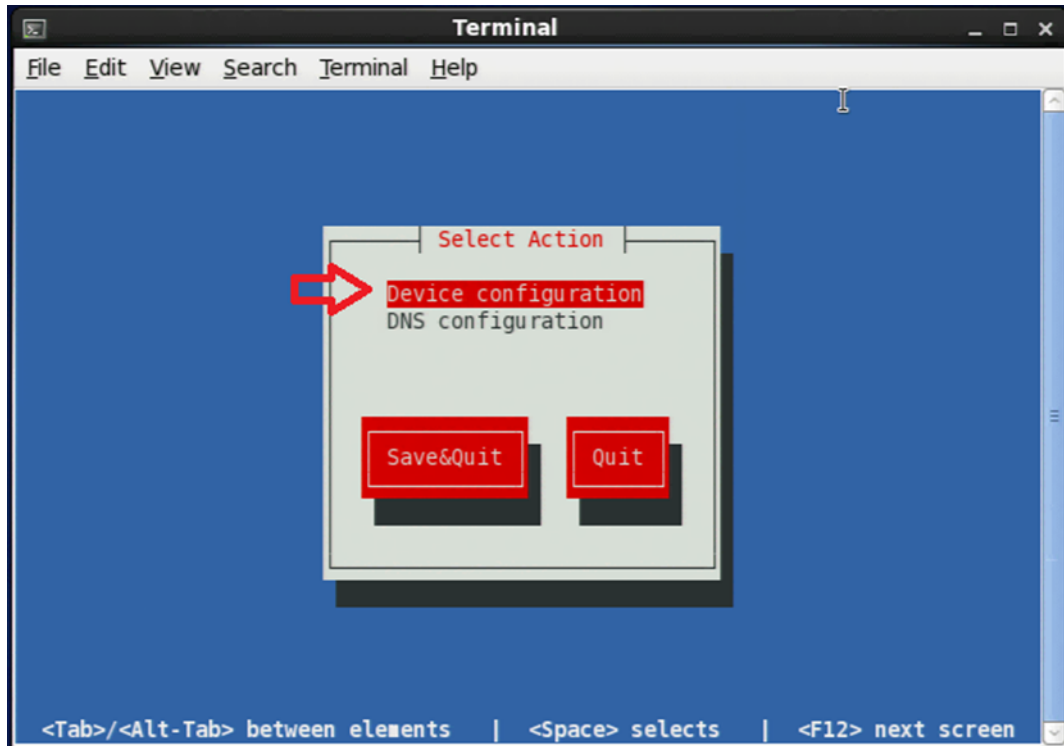 Terminal
File Edit View Search Terminal Help
Select Action
Device configuration
DNS configuration
Save&Quit Quit
<Tab>/<Alt-Tab> between elements | <Space> selects | <F12> next screen